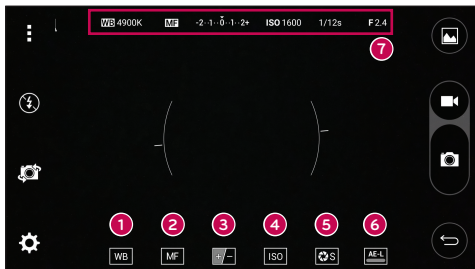 WB 4900K MF -2··1··0··1··2+ ISO 1600 1/12s F 2.4
7
1 2 3 4 5 6
WB MF +/- ISO S AE-L